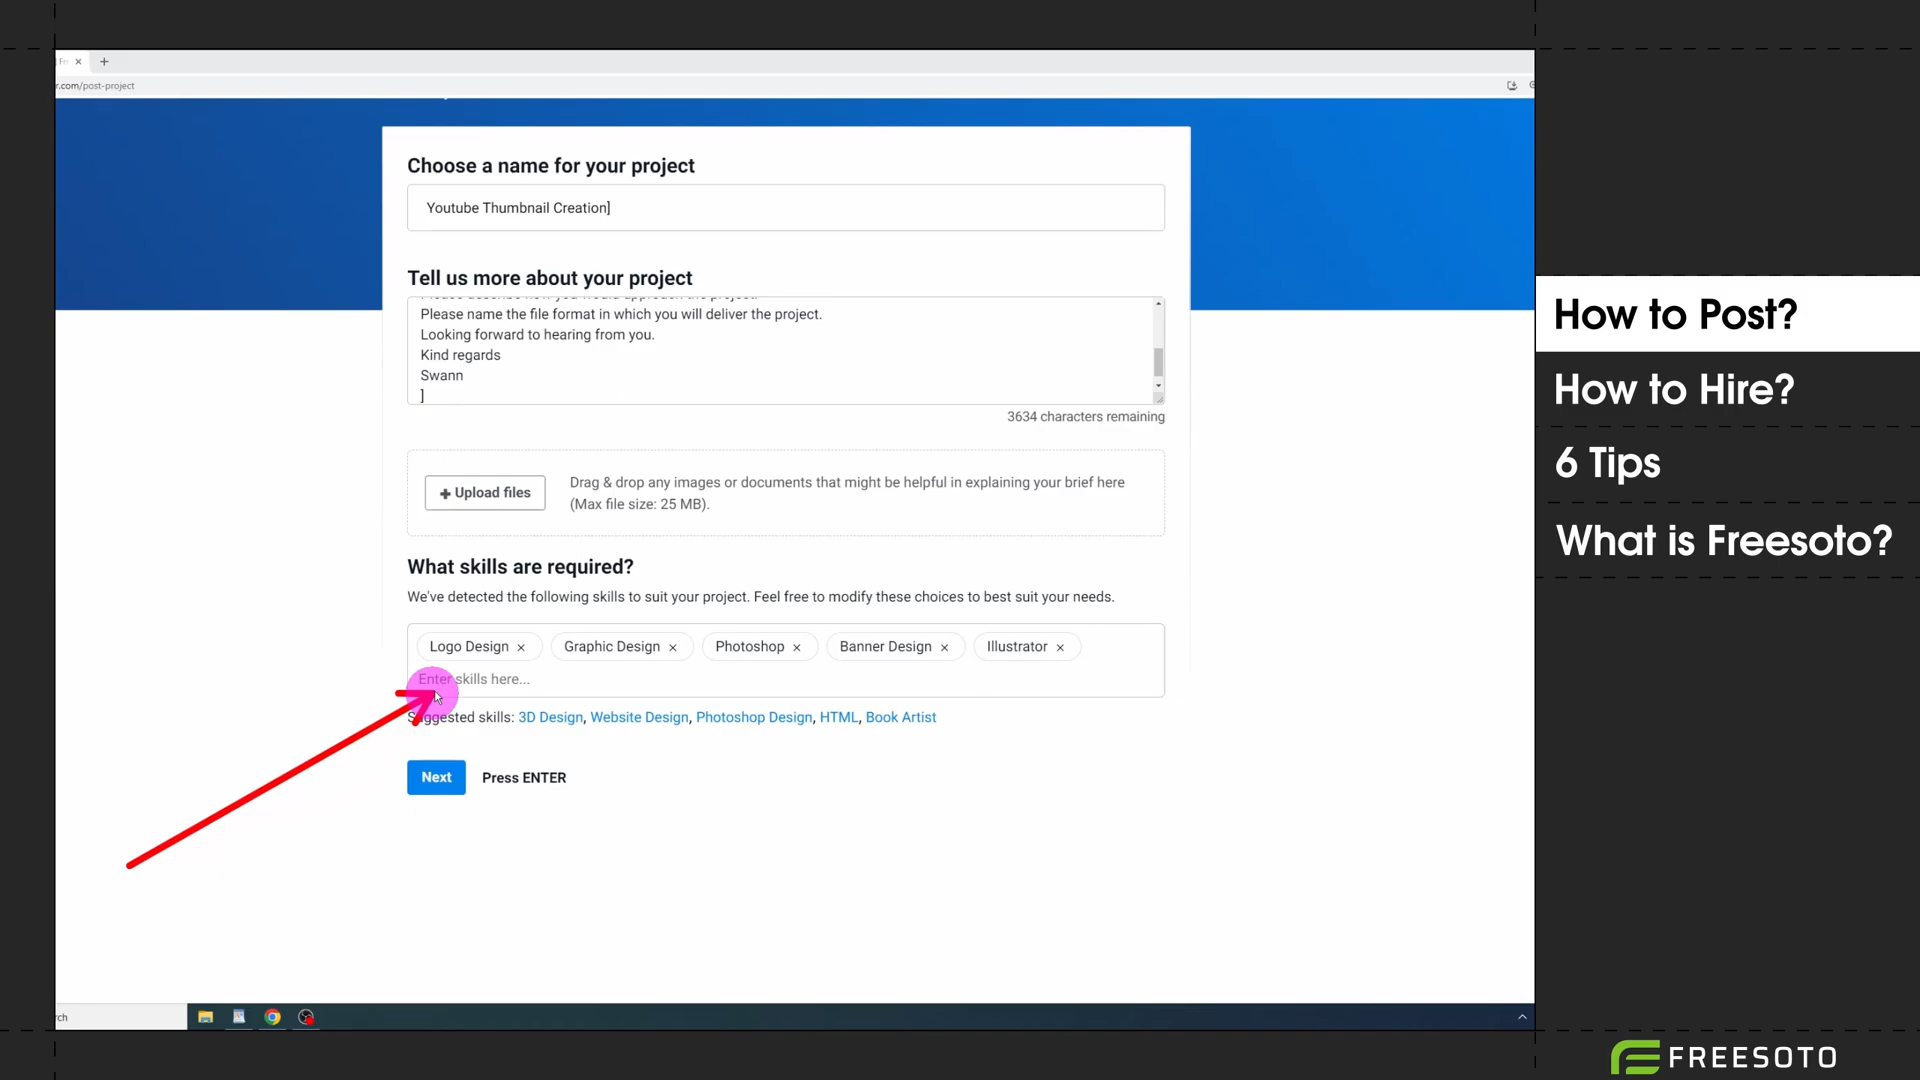 r.com/post-project
Choose a name for your project
Youtube Thumbnail Creation]
Tell us more about your project
Please name the file format in which you will deliver the project.
Looking forward to hearing from you.
Kind regards
Swann
]
3634 characters remaining
+ Upload files
Drag & drop any images or documents that might be helpful in explaining your brief here
(Max file size: 25 MB).
What skills are required?
We've detected the following skills to suit your project. Feel free to modify these choices to best suit your needs.
Logo Design × Graphic Design × Photoshop × Banner Design × Illustrator ×
Enter skills here...
Suggested skills: 3D Design, Website Design, Photoshop Design, HTML, Book Artist
Next Press ENTER
rch
How to Post?
How to Hire?
6 Tips
What is Freesoto?
FREESOTO